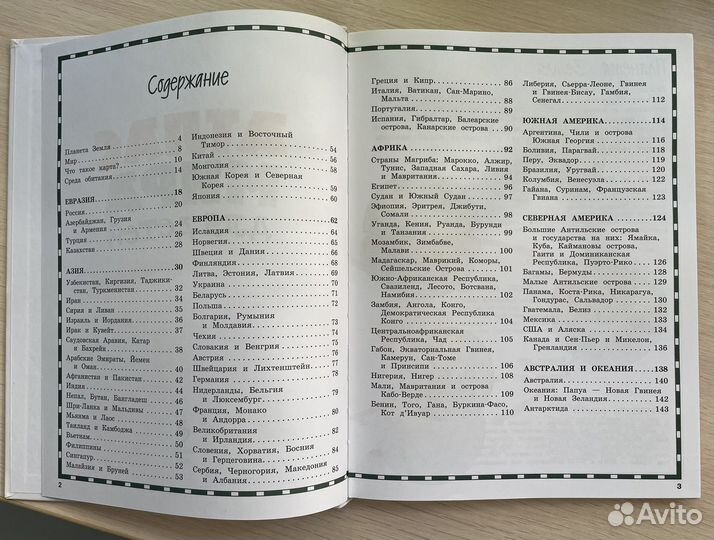 Содержание
Планета Земля 4
Мир 8
Что такое карта? 10
Среда обитания 14
ЕВРАЗИЯ 18
Россия 20
Азербайджан, Грузия
и Армения 24
Турция 26
Казахстан 28
АЗИЯ 30
Узбекистан, Киргизия, Таджики-
стан, Туркменистан 32
Иран 34
Сирия и Ливан 35
Израиль и Иордания 36
Ирак и Кувейт 37
Саудовская Аравия, Катар
и Бахрейн 38
Арабские Эмираты, Йемен
и Оман 40
Афганистан и Пакистан 42
Индия 44
Непал, Бутан, Бангладеш 46
Шри-Ланка и Мальдивы 47
Мьянма и Лаос 48
Таиланд и Камбоджа 49
Вьетнам 50
Филиппины 51
Сингапур 52
Малайзия и Бруней 53
Индонезия и Восточный
Тимор 54
Китай 56
Монголия 58
Южная Корея и Северная
Корея 59
Япония 60
ЕВРОПА 62
Исландия 64
Норвегия 65
Швеция и Дания 66
Финляндия 68
Литва, Эстония, Латвия 69
Украина 70
Беларусь 71
Польша 72
Болгария, Румыния
и Молдавия 73
Чехия 74
Словакия и Венгрия 75
Австрия 76
Швейцария и Лихтенштейн 77
Германия 78
Нидерланды, Бельгия
и Люксембург 79
Франция, Монако
и Андорра 80
Великобритания
и Ирландия 82
Словения, Хорватия, Босния
и Герцеговина 84
Сербия, Черногория, Македония
и Албания 85
2
Греция и Кипр 86
Италия, Ватикан, Сан-Марино,
Мальта 88
Португалия 89
Испания, Гибралтар, Балеарские
острова, Канарские острова 90
АФРИКА 92
Страны Магриба: Марокко, Алжир,
Тунис, Западная Сахара, Ливия
и Мавритания 94
Египет 96
Судан и Южный Судан 97
Эфиопия, Эритрея, Джибути,
Сомали 98
Уганда, Кения, Руанда, Бурунди
и Танзания 99
Мозамбик, Зимбабве,
Малави 100
Мадагаскар, Маврикий, Коморы,
Сейшельские Острова 101
Южно-Африканская Республика,
Свазиленд, Лесото, Ботсвана,
Намибия 102
Замбия, Ангола, Конго,
Демократическая Республика
Конго 104
Центральноафриканская
Республика, Чад 105
Габон, Экваториальная Гвинея,
Камерун, Сан-Томе
и Принсипи 106
Нигерия, Нигер 108
Мали, Мавритания и острова
Кабо-Верде 109
Бенин, Того, Гана, Буркина-Фасо,
Кот д'Ивуар 110
Либерия, Сьерра-Леоне, Гвинея
и Гвинея-Бисау, Гамбия,
Сенегал 112
ЮЖНАЯ АМЕРИКА 114
Аргентина, Чили и острова
Южная Георгия 116
Боливия, Парагвай 118
Перу, Эквадор 119
Бразилия, Уругвай 120
Колумбия, Венесуэла 122
Гайана, Суринам, Французская
Гвиана 123
СЕВЕРНАЯ АМЕРИКА 124
Большие Антильские острова
и государства на них: Ямайка,
Куба, Каймановы острова,
Гаити и Доминиканская
Республика, Пуэрто-Рико 126
Багамы, Бермуды 128
Малые Антильские острова 129
Панама, Коста-Рика, Никарагуа,
Гондурас, Сальвадор 130
Гватемала, Белиз 132
Мексика 133
США и Аляска 134
Канада и Сен-Пьер и Микелон,
Гренландия 136
АВСТРАЛИЯ И ОКЕАНИЯ 138
Австралия 140
Океания: Папуа — Новая Гвинея
и Новая Зеландия 142
Антарктида 143
3
Avito